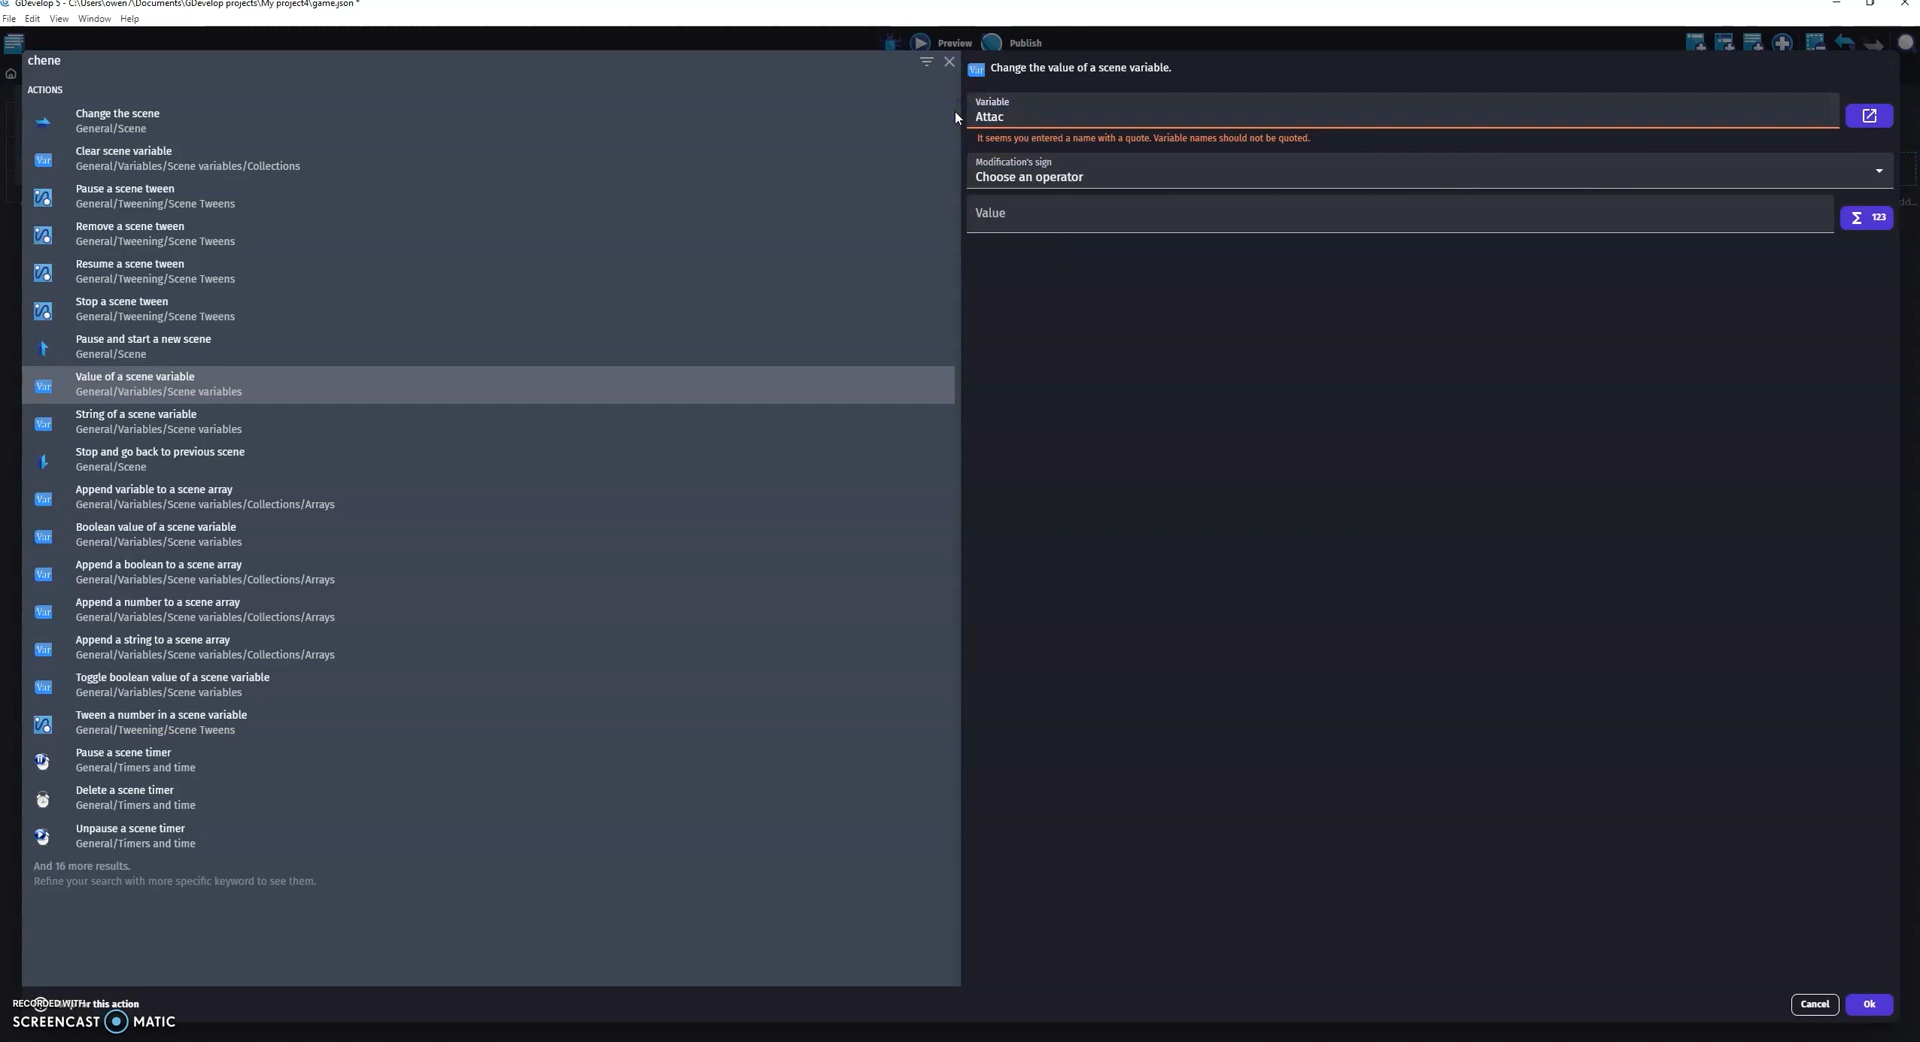 GDevelop 5 - C:\Users\owen7\Documents\GDevelop projects\My project4\game.json *
File Edit View Window Help
Preview Publish
chene
ACTIONS
Change the scene
General/Scene
Clear scene variable
General/Variables/Scene variables/Collections
Pause a scene tween
General/Tweening/Scene Tweens
Remove a scene tween
General/Tweening/Scene Tweens
Resume a scene tween
General/Tweening/Scene Tweens
Stop a scene tween
General/Tweening/Scene Tweens
Pause and start a new scene
General/Scene
Var Value of a scene variable
General/Variables/Scene variables
Var String of a scene variable
General/Variables/Scene variables
Stop and go back to previous scene
General/Scene
Var Append variable to a scene array
General/Variables/Scene variables/Collections/Arrays
Var Boolean value of a scene variable
General/Variables/Scene variables
Var Append a boolean to a scene array
General/Variables/Scene variables/Collections/Arrays
Var Append a number to a scene array
General/Variables/Scene variables/Collections/Arrays
Var Append a string to a scene array
General/Variables/Scene variables/Collections/Arrays
Var Toggle boolean value of a scene variable
General/Variables/Scene variables
Tween a number in a scene variable
General/Tweening/Scene Tweens
Pause a scene timer
General/Timers and time
Delete a scene timer
General/Timers and time
Unpause a scene timer
General/Timers and time
And 16 more results.
Refine your search with more specific keyword to see them.
Var Change the value of a scene variable.
Variable
Attac
It seems you entered a name with a quote. Variable names should not be quoted.
Modification's sign
Choose an operator
Value
Σ 123
Cancel Ok
RECORDED WITH
r this action
SCREENCAST MATIC